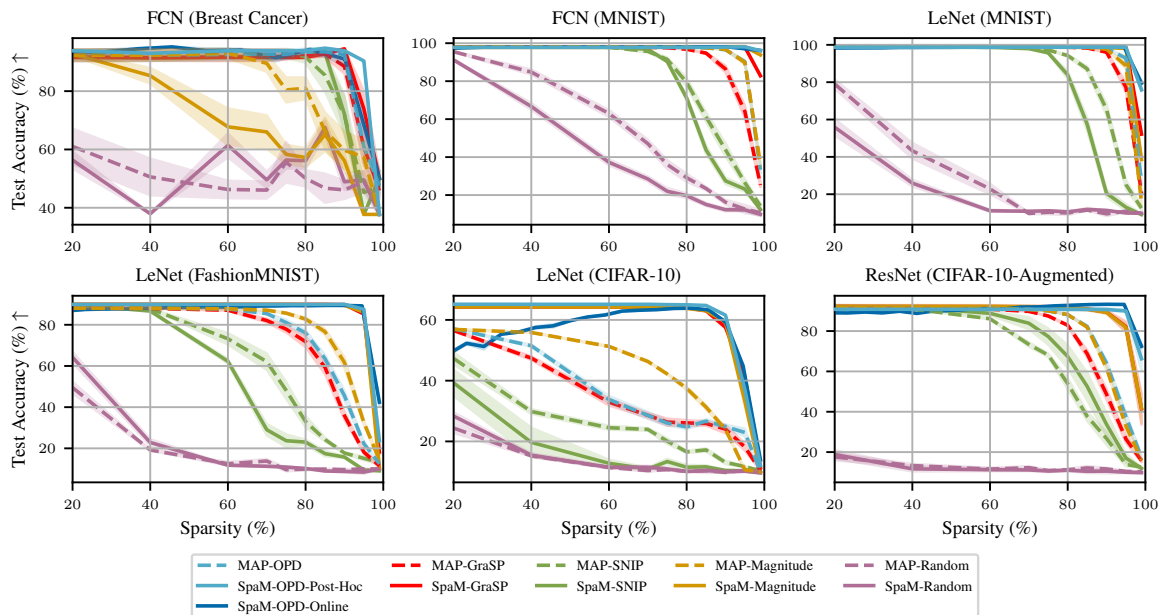 FCN (Breast Cancer)
FCN (MNIST)
LeNet (MNIST)
Test Accuracy (%) ↑
80
60
40
20 40 60 80 100
100
80
60
40
20
20 40 60 80 100
100
80
60
40
20
20 40 60 80 100
LeNet (FashionMNIST)
LeNet (CIFAR-10)
ResNet (CIFAR-10-Augmented)
Test Accuracy (%) ↑
80
60
40
20
20 40 60 80 100
60
40
20
20 40 60 80 100
80
60
40
20
20 40 60 80 100
Sparsity (%)
Sparsity (%)
Sparsity (%)
MAP-OPD MAP-GraSP MAP-SNIP MAP-Magnitude MAP-Random
SpaM-OPD-Post-Hoc SpaM-GraSP SpaM-SNIP SpaM-Magnitude SpaM-Random
SpaM-OPD-Online